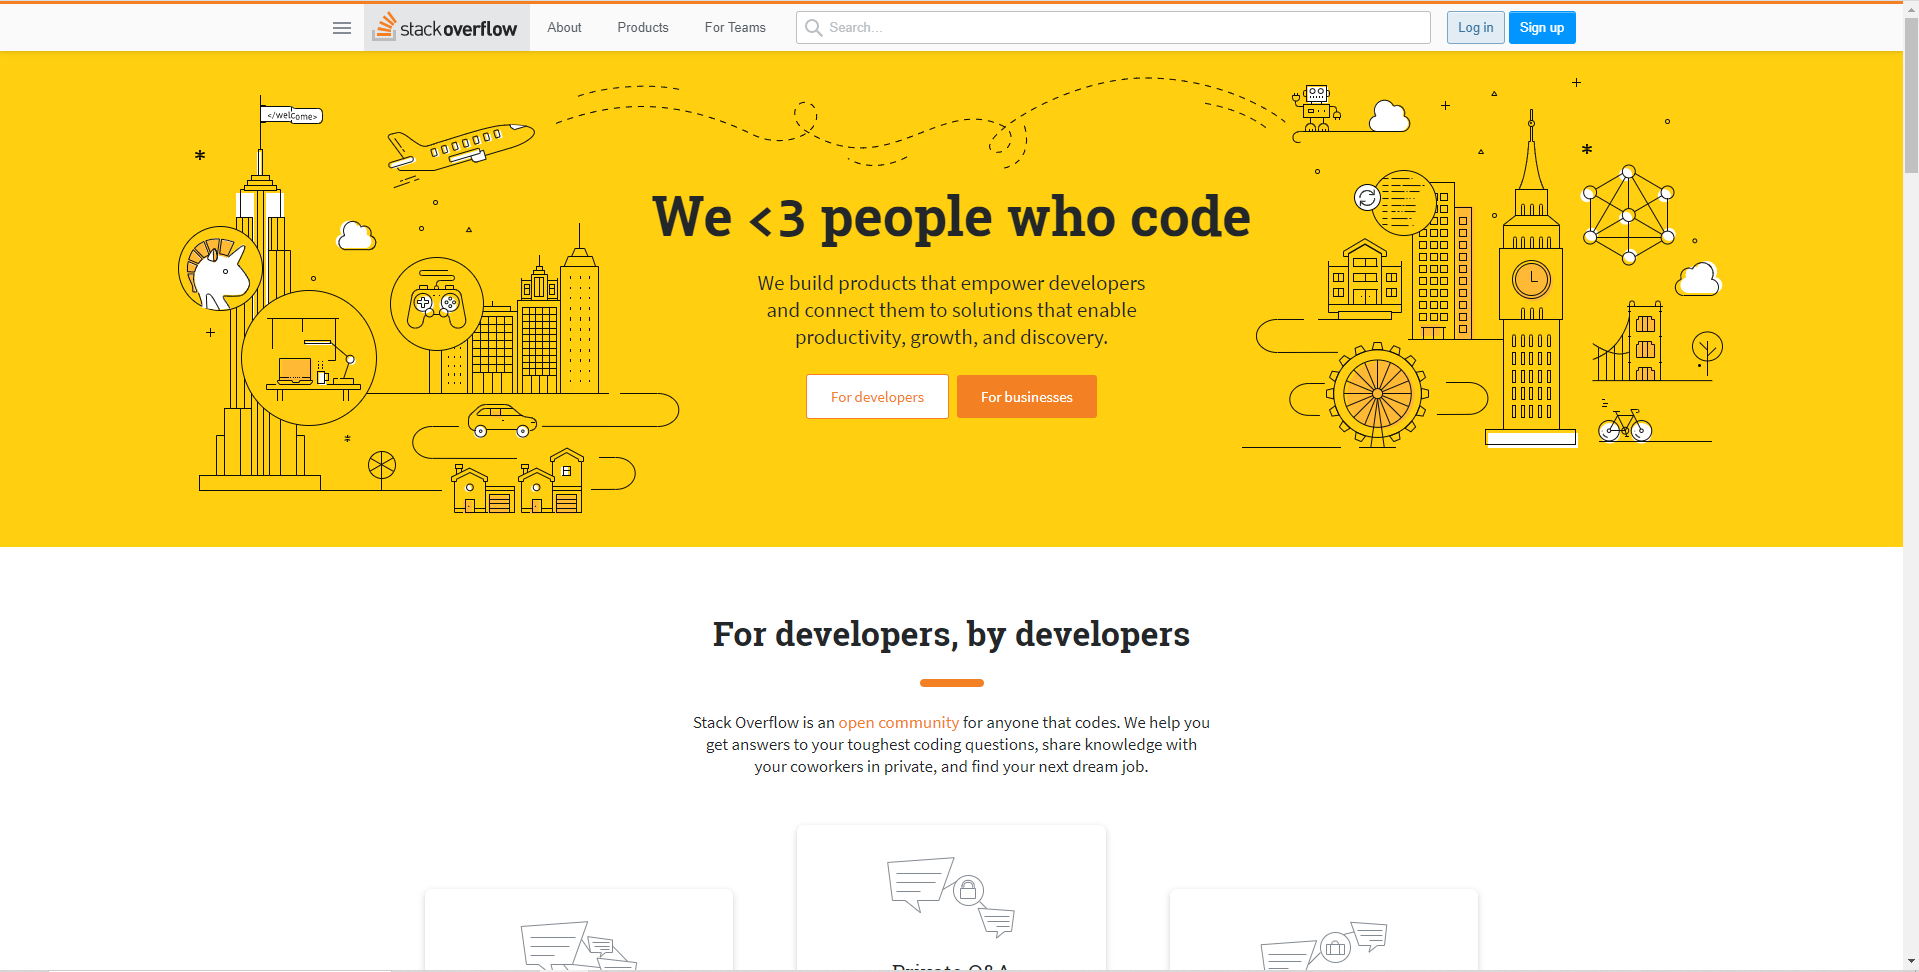 stackoverflow
About
Products
For Teams
Search...
Log in
Sign up
</welcome>
We <3 people who code
We build products that empower developers
and connect them to solutions that enable
productivity, growth, and discovery.
For developers
For businesses
For developers, by developers
Stack Overflow is an open community for anyone that codes. We help you
get answers to your toughest coding questions, share knowledge with
your coworkers in private, and find your next dream job.
Private Q&A